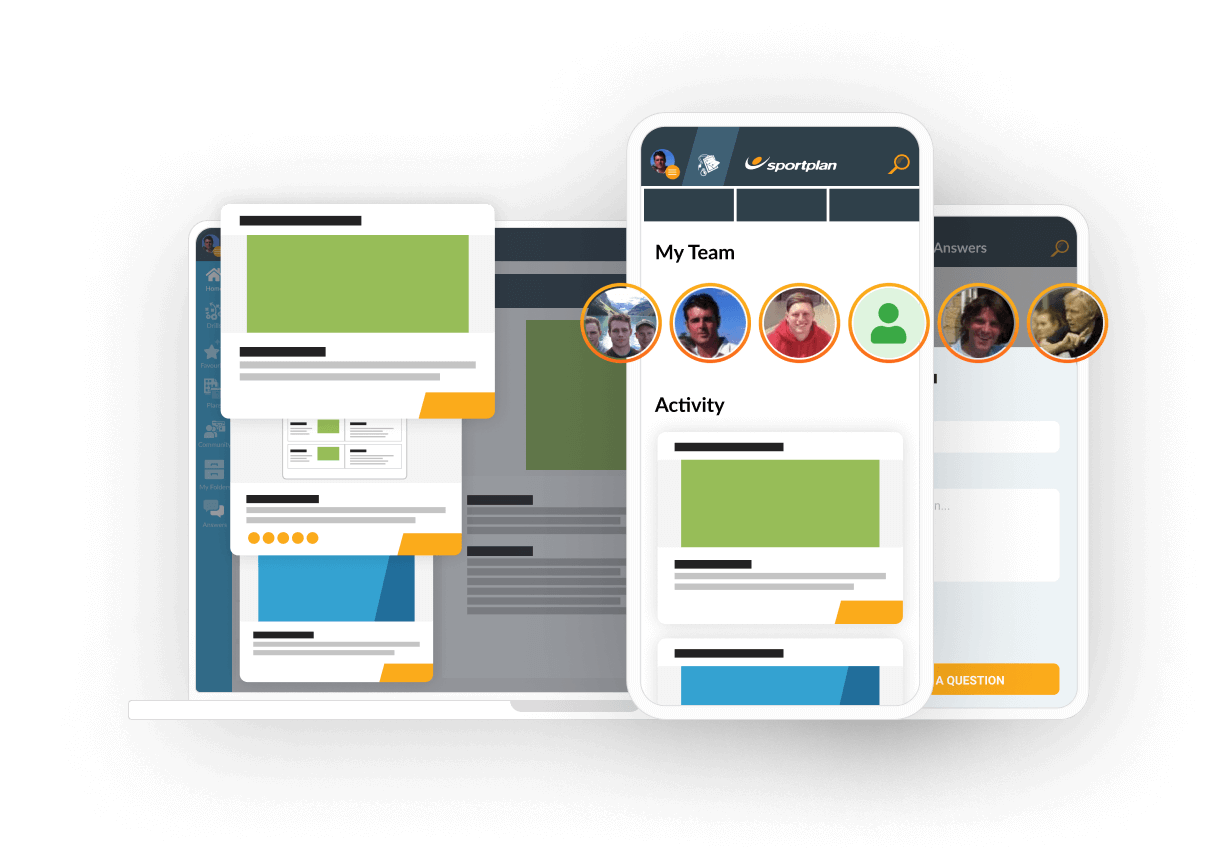 sportplan
My Team
Activity
Home
Drills
Favourites
Plans
Community
My Folders
Answers
Answers
n...
A QUESTION